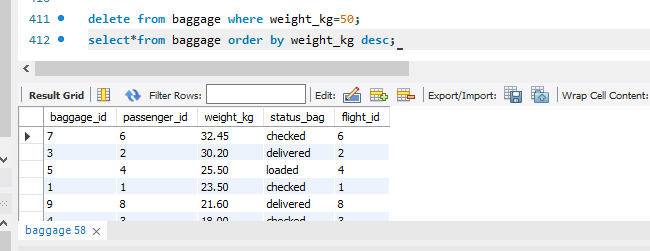 411 delete from baggage where weight_kg=50;
412 select*from baggage order by weight_kg desc;
Result Grid Filter Rows: Edit: Export/Import: Wrap Cell Content:
baggage_id passenger_id weight_kg status_bag flight_id
7 6 32.45 checked 6
3 2 30.20 delivered 2
5 4 25.50 loaded 4
1 1 23.50 checked 1
9 8 21.60 delivered 8
4 3 18.00 checked 3
baggage 58